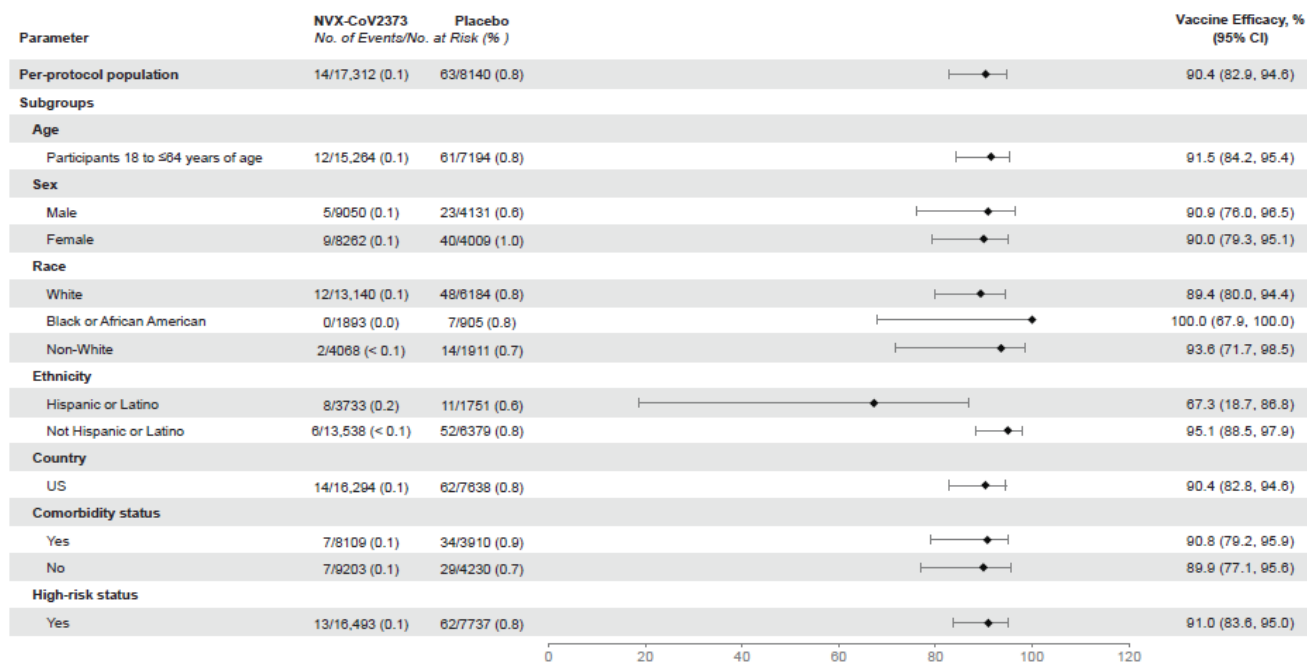 NVX-CoV2373 Placebo Vaccine Efficacy, %
Parameter No. of Events/No. at Risk (% ) (95% CI)
Per-protocol population 14/17,312 (0.1) 63/8140 (0.8) 90.4 (82.9, 94.6)
Subgroups
Age
Participants 18 to ≤64 years of age 12/15,264 (0.1) 61/7194 (0.8) 91.5 (84.2, 95.4)
Sex
Male 5/9050 (0.1) 23/4131 (0.6) 90.9 (76.0, 96.5)
Female 9/8262 (0.1) 40/4009 (1.0) 90.0 (79.3, 95.1)
Race
White 12/13,140 (0.1) 48/6184 (0.8) 89.4 (80.0, 94.4)
Black or African American 0/1893 (0.0) 7/905 (0.8) 100.0 (67.9, 100.0)
Non-White 2/4068 (< 0.1) 14/1911 (0.7) 93.6 (71.7, 98.5)
Ethnicity
Hispanic or Latino 8/3733 (0.2) 11/1751 (0.6) 67.3 (18.7, 86.8)
Not Hispanic or Latino 6/13,538 (< 0.1) 52/6379 (0.8) 95.1 (88.5, 97.9)
Country
US 14/16,294 (0.1) 62/7638 (0.8) 90.4 (82.8, 94.6)
Comorbidity status
Yes 7/8109 (0.1) 34/3910 (0.9) 90.8 (79.2, 95.9)
No 7/9203 (0.1) 29/4230 (0.7) 89.9 (77.1, 95.6)
High-risk status
Yes 13/16,493 (0.1) 62/7737 (0.8) 91.0 (83.6, 95.0)
0 20 40 60 80 100 120